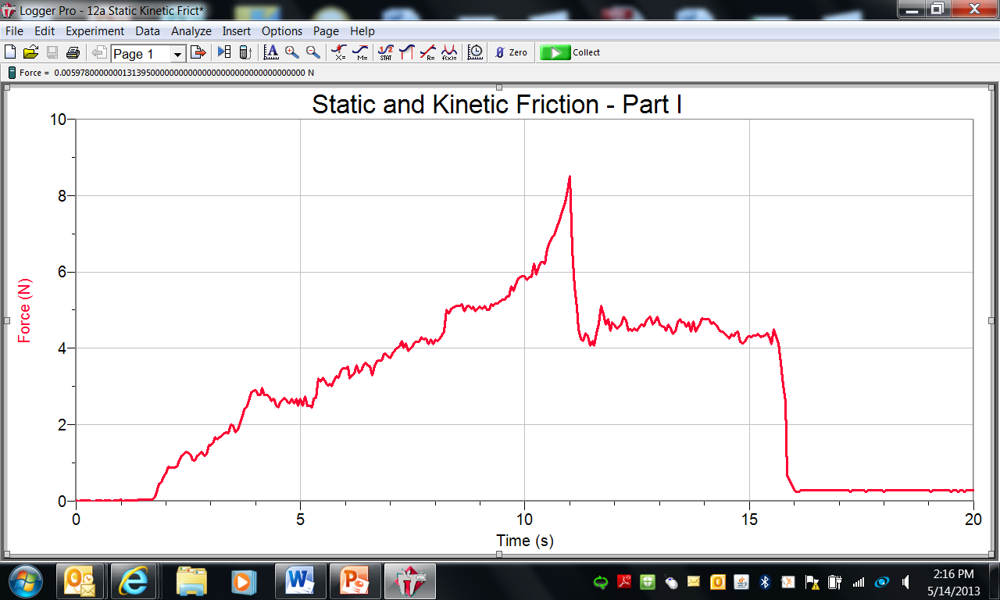 Logger Pro - 12a Static Kinetic Frict*
File Edit Experiment Data Analyze Insert Options Page Help
Page 1 Zero Collect
Force = 0.00597800000001313950000000000000000000000000000000 N
Static and Kinetic Friction - Part I
10
8
6
4
2
0
Force (N)
0 5 10 15 20
Time (s)
2:16 PM
5/14/2013